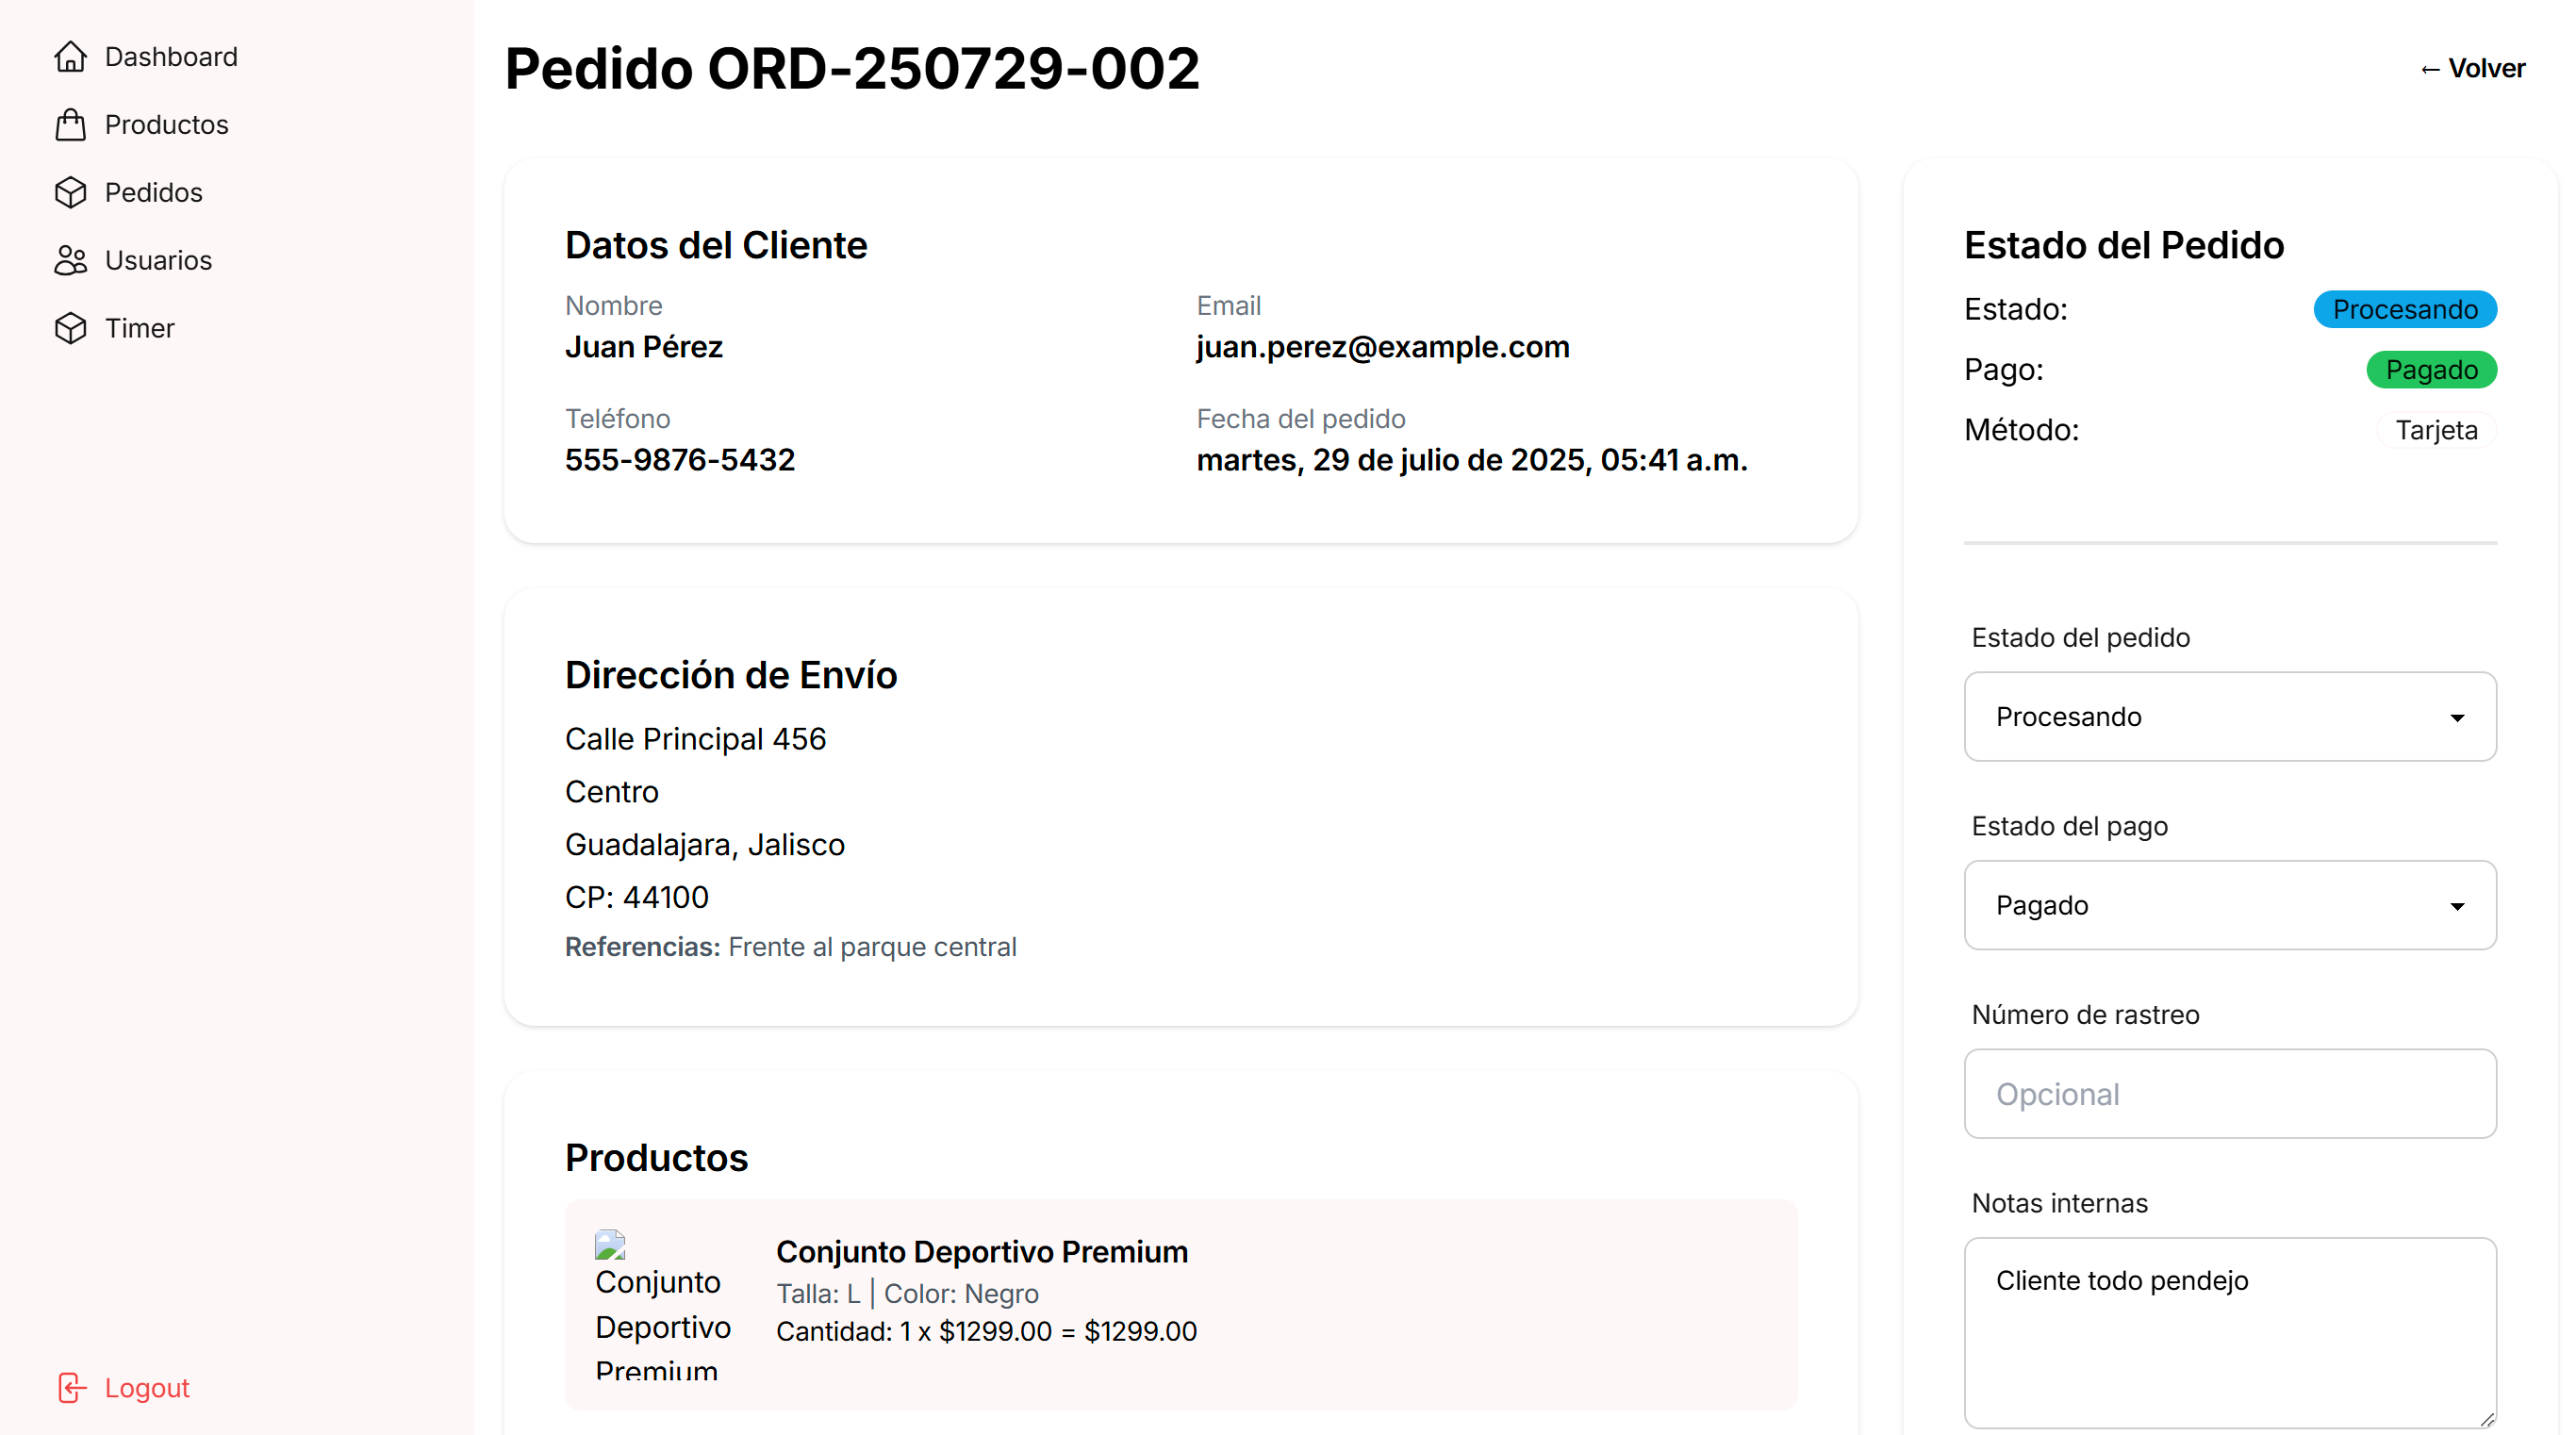 Dashboard
Productos
Pedidos
Usuarios
Timer
Logout
Pedido ORD-250729-002
← Volver
Datos del Cliente
Nombre
Juan Pérez
Email
juan.perez@example.com
Teléfono
555-9876-5432
Fecha del pedido
martes, 29 de julio de 2025, 05:41 a.m.
Dirección de Envío
Calle Principal 456
Centro
Guadalajara, Jalisco
CP: 44100
Referencias: Frente al parque central
Productos
Conjunto
Deportivo
Premium
Conjunto Deportivo Premium
Talla: L | Color: Negro
Cantidad: 1 x $1299.00 = $1299.00
Estado del Pedido
Estado: Procesando
Pago: Pagado
Método: Tarjeta
Estado del pedido
Procesando
Estado del pago
Pagado
Número de rastreo
Opcional
Notas internas
Cliente todo pendejo